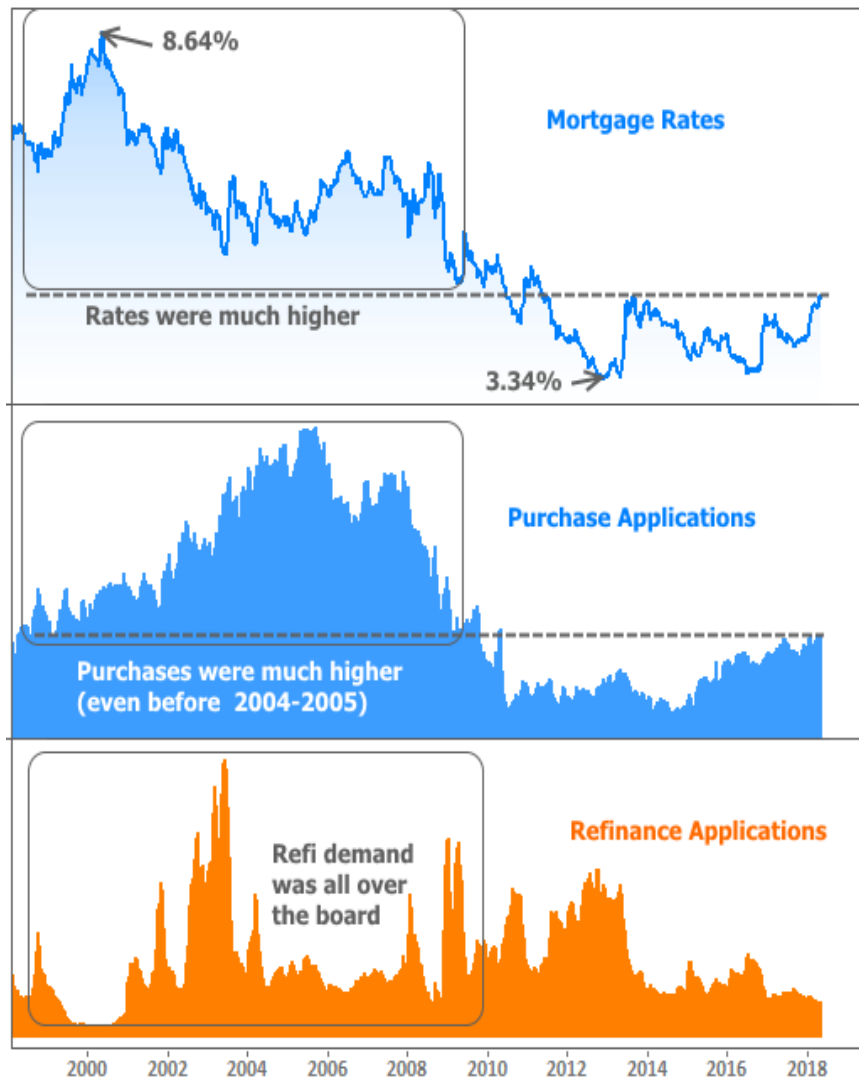 8.64%
Mortgage Rates
Rates were much higher
3.34%
Purchase Applications
Purchases were much higher
(even before 2004-2005)
Refinance Applications
Refi demand
was all over
the board
2000 2002 2004 2006 2008 2010 2012 2014 2016 2018